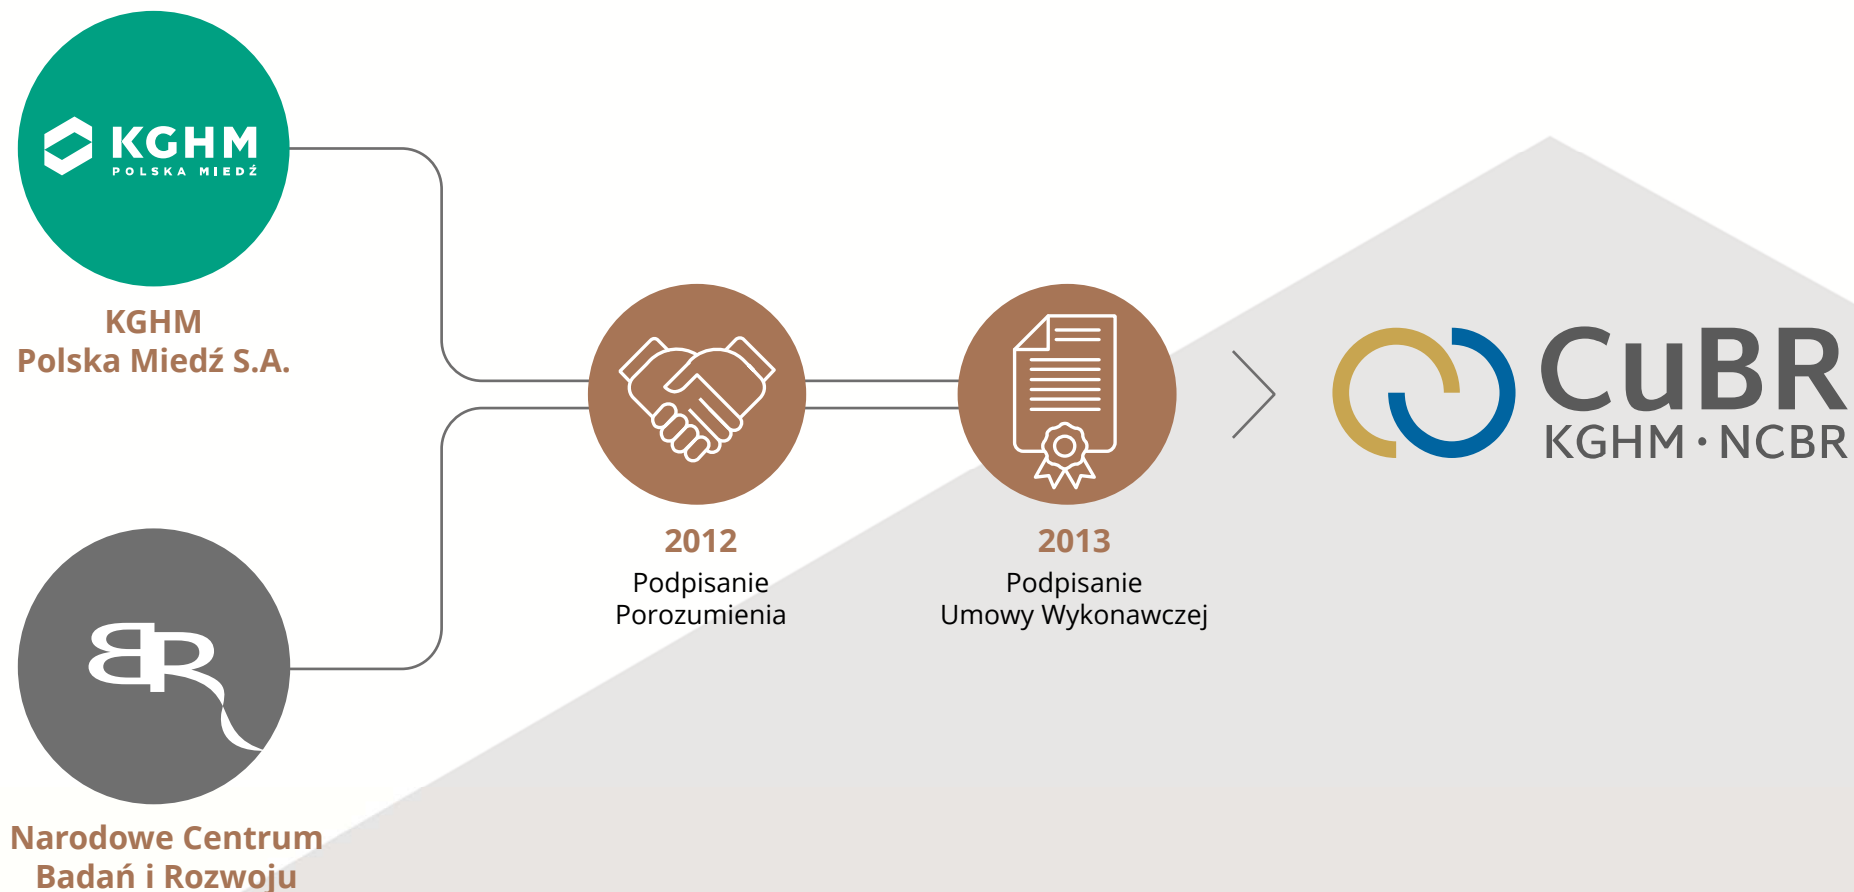 KGHM
POLSKA MIEDŹ
KGHM
Polska Miedź S.A.
BR
Narodowe Centrum
Badań i Rozwoju
2012
Podpisanie
Porozumienia
2013
Podpisanie
Umowy Wykonawczej
CuBR
KGHM · NCBR